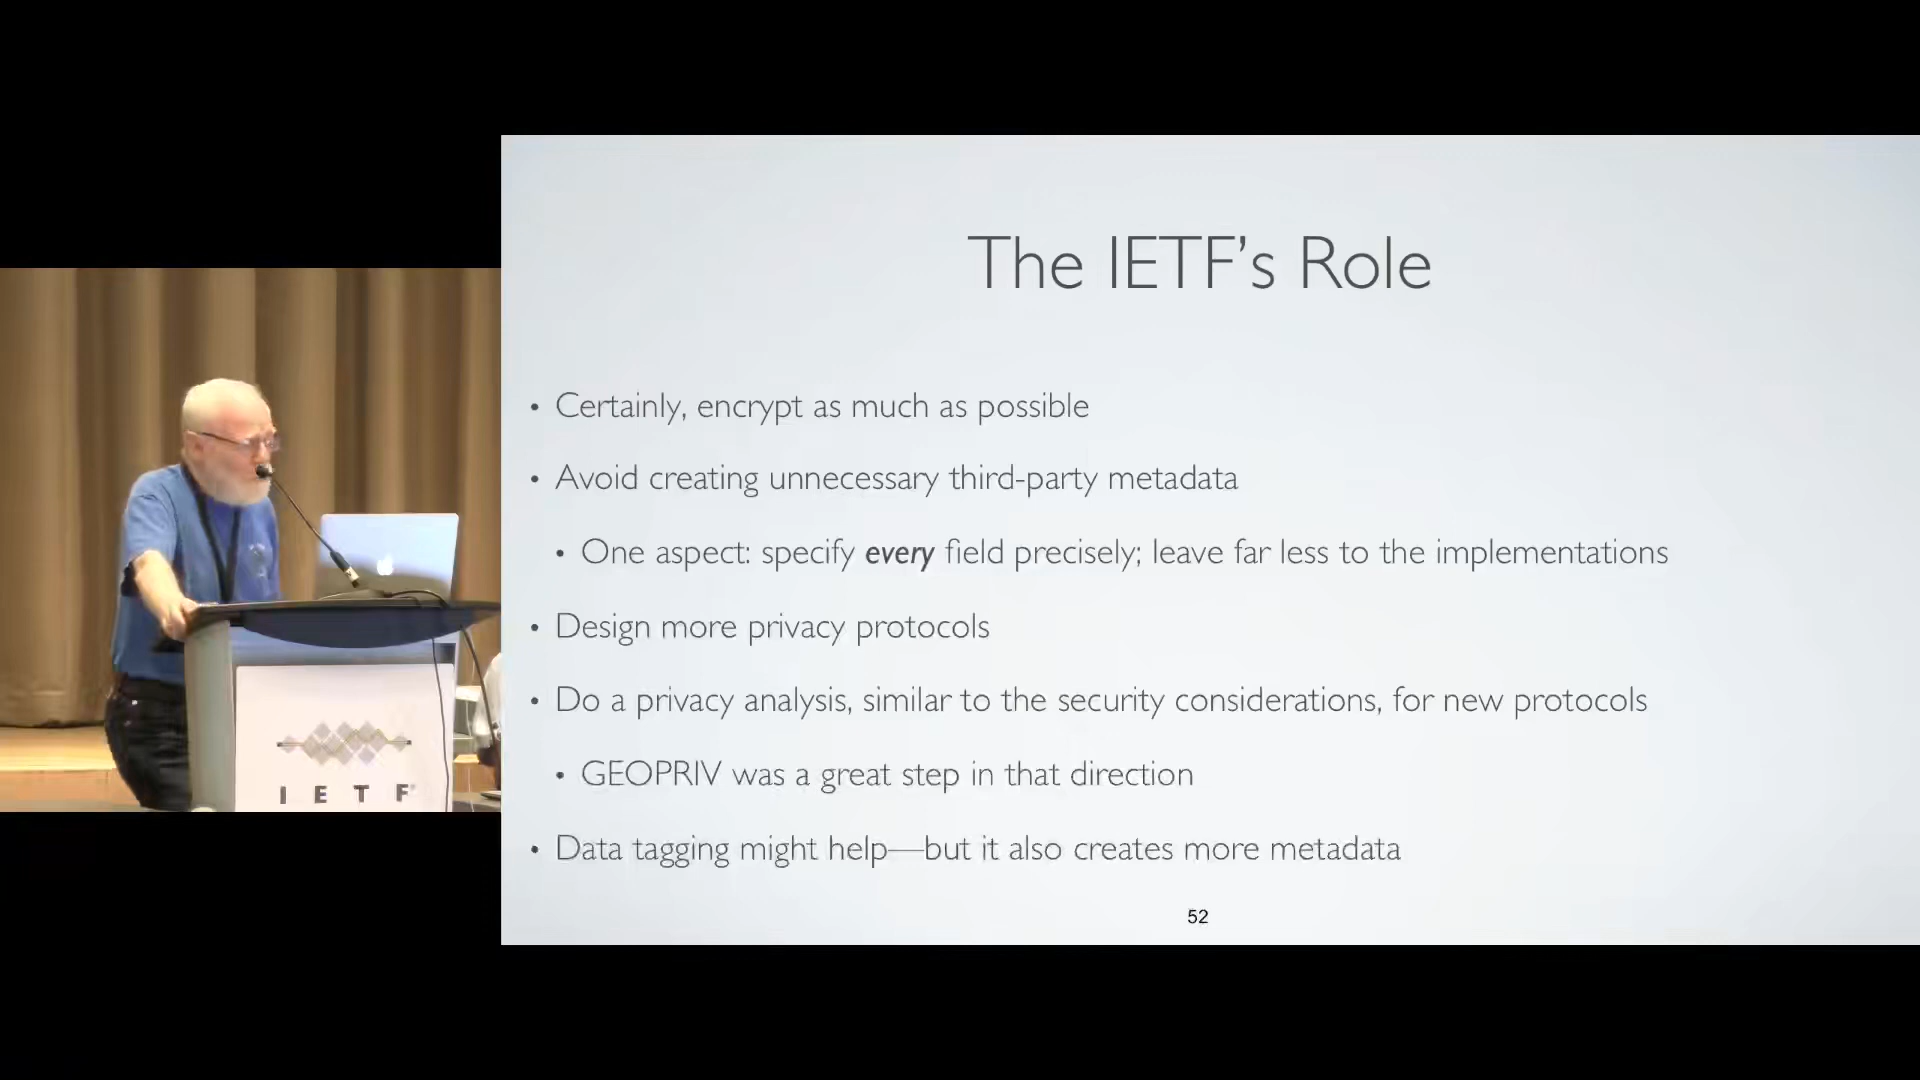 The IETF’s Role
• Certainly, encrypt as much as possible
• Avoid creating unnecessary third-party metadata
• One aspect: specify every field precisely; leave far less to the implementations
• Design more privacy protocols
• Do a privacy analysis, similar to the security considerations, for new protocols
• GEOPRIV was a great step in that direction
• Data tagging might help—but it also creates more metadata
52
I E T F